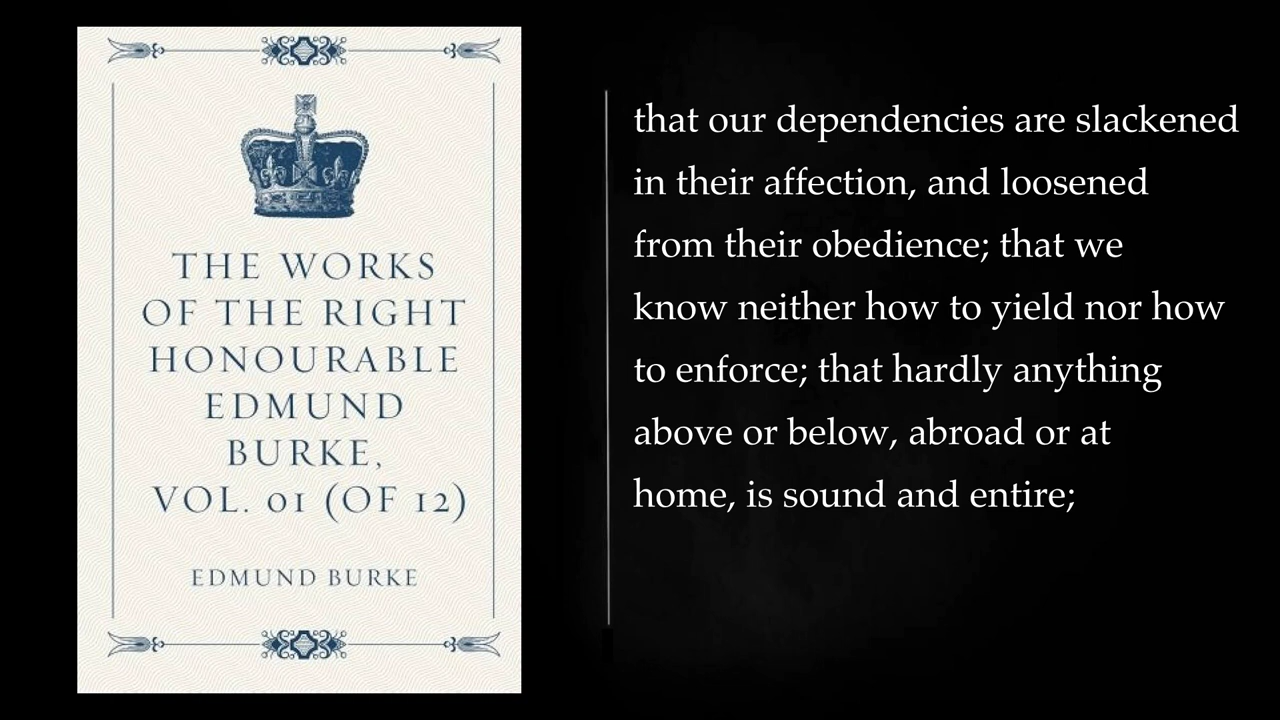 THE WORKS
OF THE RIGHT
HONOURABLE
EDMUND
BURKE,
VOL. 01 (OF 12)
EDMUND BURKE
that our dependencies are slackened
in their affection, and loosened
from their obedience; that we
know neither how to yield nor how
to enforce; that hardly anything
above or below, abroad or at
home, is sound and entire;